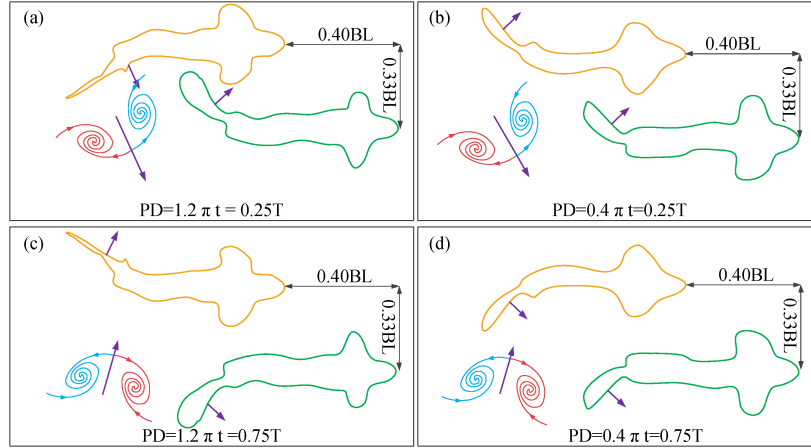 (a)
0.40BL
0.33BL
PD=1.2 π t = 0.25T
(b)
0.40BL
0.33BL
PD=0.4 π t=0.25T
(c)
0.40BL
0.33BL
PD=1.2 π t =0.75T
(d)
0.40BL
0.33BL
PD=0.4 π t=0.75T